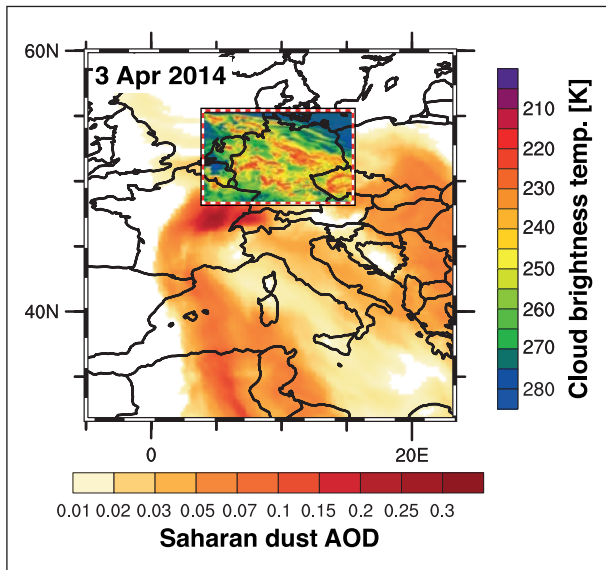 60N
3 Apr 2014
40N
0
20E
210
220
230
240
250
260
270
280
Cloud brightness temp. [K]
0.01 0.02 0.03 0.05 0.07 0.1 0.15 0.2 0.25 0.3
Saharan dust AOD